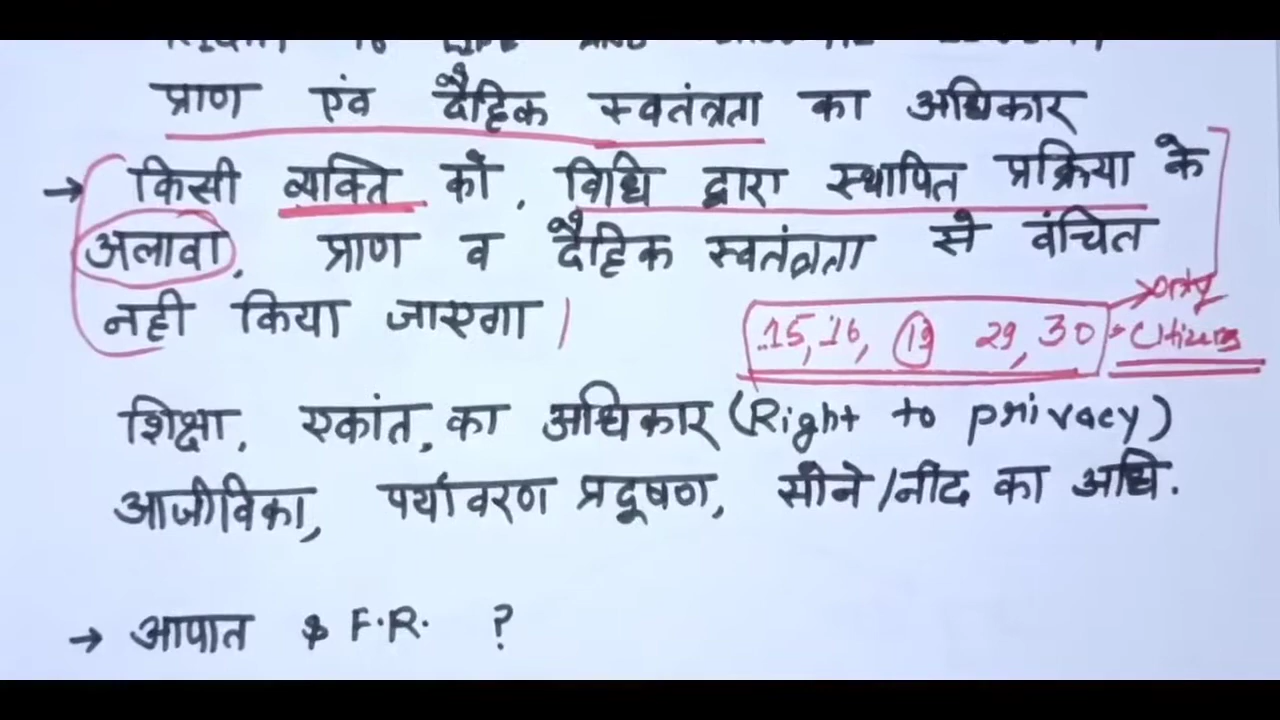 प्राण एंव दैहिक स्वतंत्रता का अधिकार
→ किसी व्यक्ति को, विधि द्वारा स्थापित प्रक्रिया के
अलावा, प्राण व दैहिक स्वतंत्रता से वंचित
नही किया जाएगा।
15, 16, 19 29, 30 → only
Citizens
शिक्षा, एकांत, का अधिकार (Right to privacy)
आजीविका, पर्यावरण प्रदूषण, सोने/नींद का अधि.
→ आपात & F.R. ?